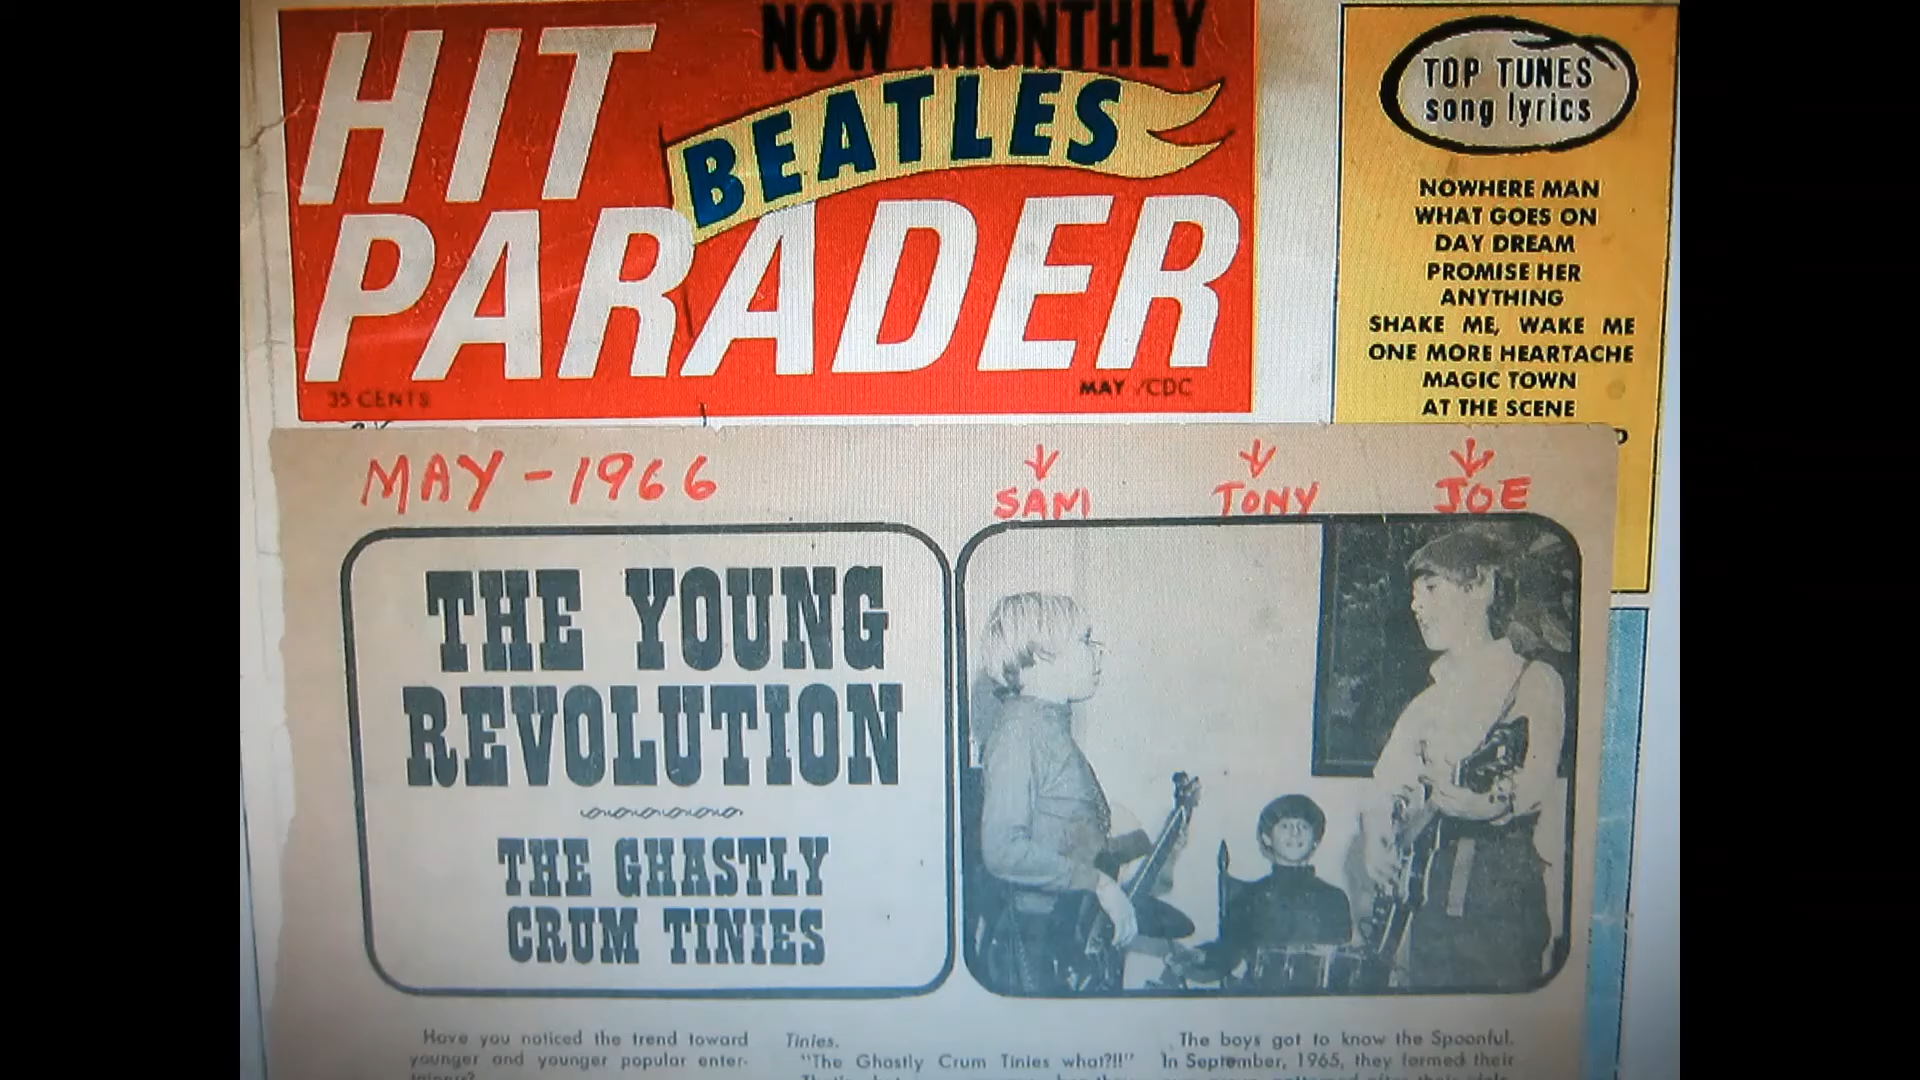 NOW MONTHLY
HIT
BEATLES
PARADER
35 CENTS
MAY /CDC
TOP TUNES
song lyrics
NOWHERE MAN
WHAT GOES ON
DAY DREAM
PROMISE HER
ANYTHING
SHAKE ME, WAKE ME
ONE MORE HEARTACHE
MAGIC TOWN
AT THE SCENE
MAY - 1966
SAM
TONY
JOE
THE YOUNG
REVOLUTION
THE GHASTLY
CRUM TINIES
Have you noticed the trend toward
younger and younger popular enter-
Tinies.
"The Ghastly Crum Tinies what?!!"
The boys got to know the Spoonful.
In September, 1965, they formed their